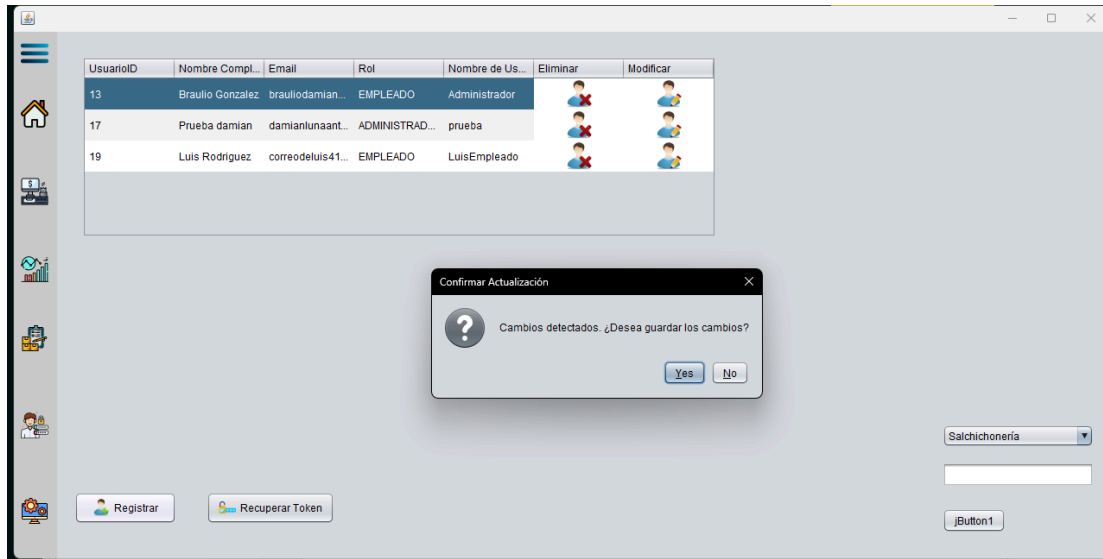 UsuarioID Nombre Compl... Email Rol Nombre de Us... Eliminar Modificar
13 Braulio Gonzalez brauliodamian... EMPLEADO Administrador
17 Prueba damian damianlunaant... ADMINISTRAD... prueba
19 Luis Rodriguez correodeluis41... EMPLEADO LuisEmpleado
Confirmar Actualización
Cambios detectados. ¿Desea guardar los cambios?
Yes No
Salchichonería
Registrar Recuperar Token
jButton1